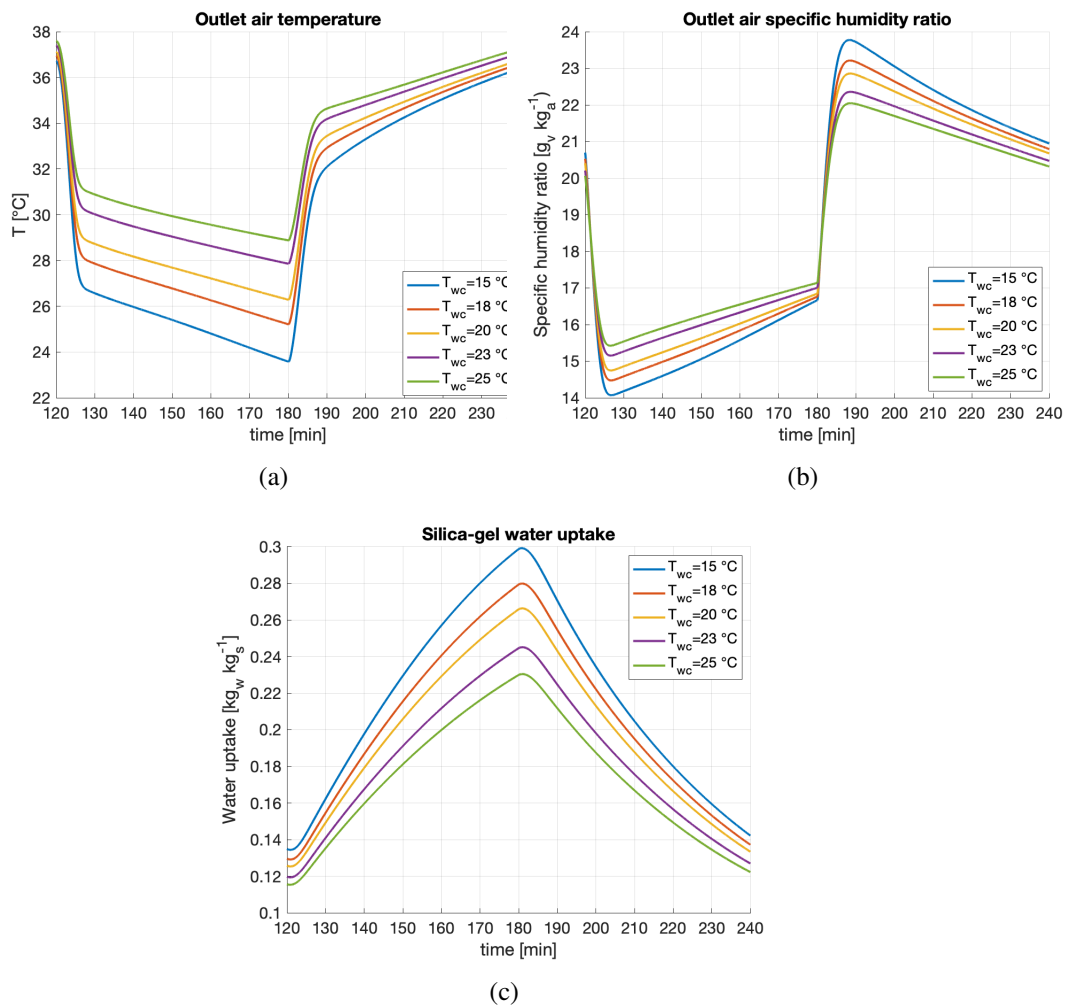 Outlet air temperature
38
36
34
32
30
28
26
24
22
T [°C]
120 130 140 150 160 170 180 190 200 210 220 230
time [min]
T_wc=15 °C
T_wc=18 °C
T_wc=20 °C
T_wc=23 °C
T_wc=25 °C
(a)
Outlet air specific humidity ratio
24
23
22
21
20
19
18
17
16
15
14
Specific humidity ratio [g_v kg_a^-1)
120 130 140 150 160 170 180 190 200 210 220 230 240
time [min]
T_wc=15 °C
T_wc=18 °C
T_wc=20 °C
T_wc=23 °C
T_wc=25 °C
(b)
Silica-gel water uptake
0.3
0.28
0.26
0.24
0.22
0.2
0.18
0.16
0.14
0.12
0.1
Water uptake [kg_w kg_s^-1]
120 130 140 150 160 170 180 190 200 210 220 230 240
time [min]
T_wc=15 °C
T_wc=18 °C
T_wc=20 °C
T_wc=23 °C
T_wc=25 °C
(c)